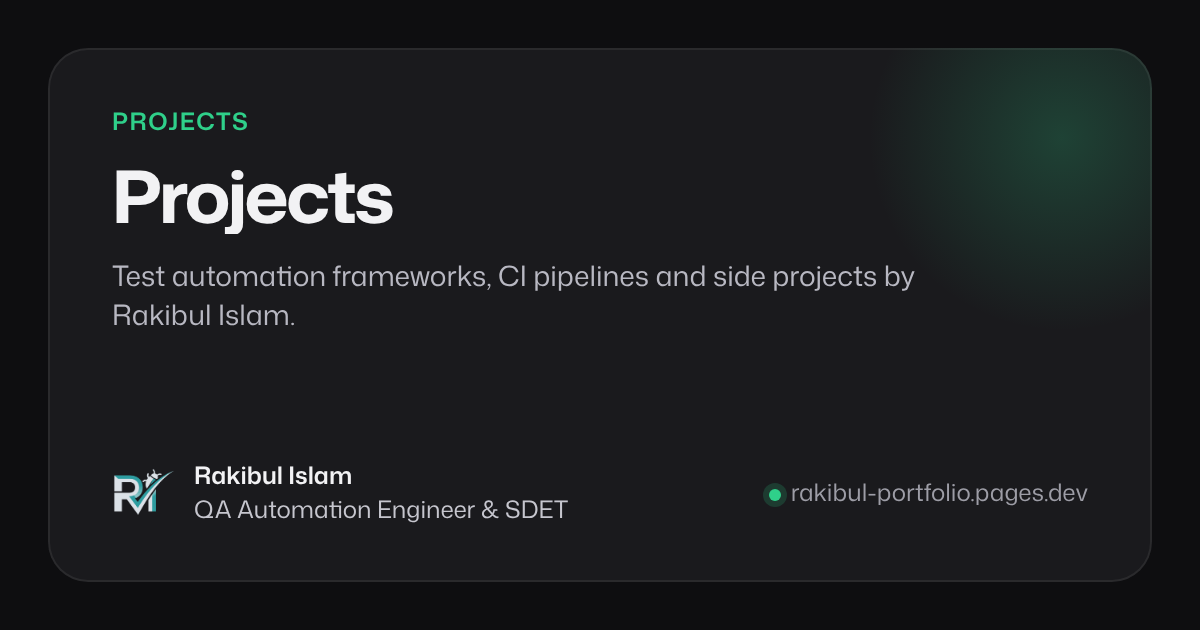 PROJECTS
Projects
Test automation frameworks, CI pipelines and side projects by
Rakibul Islam.
Rakibul Islam
QA Automation Engineer & SDET
rakibul-portfolio.pages.dev